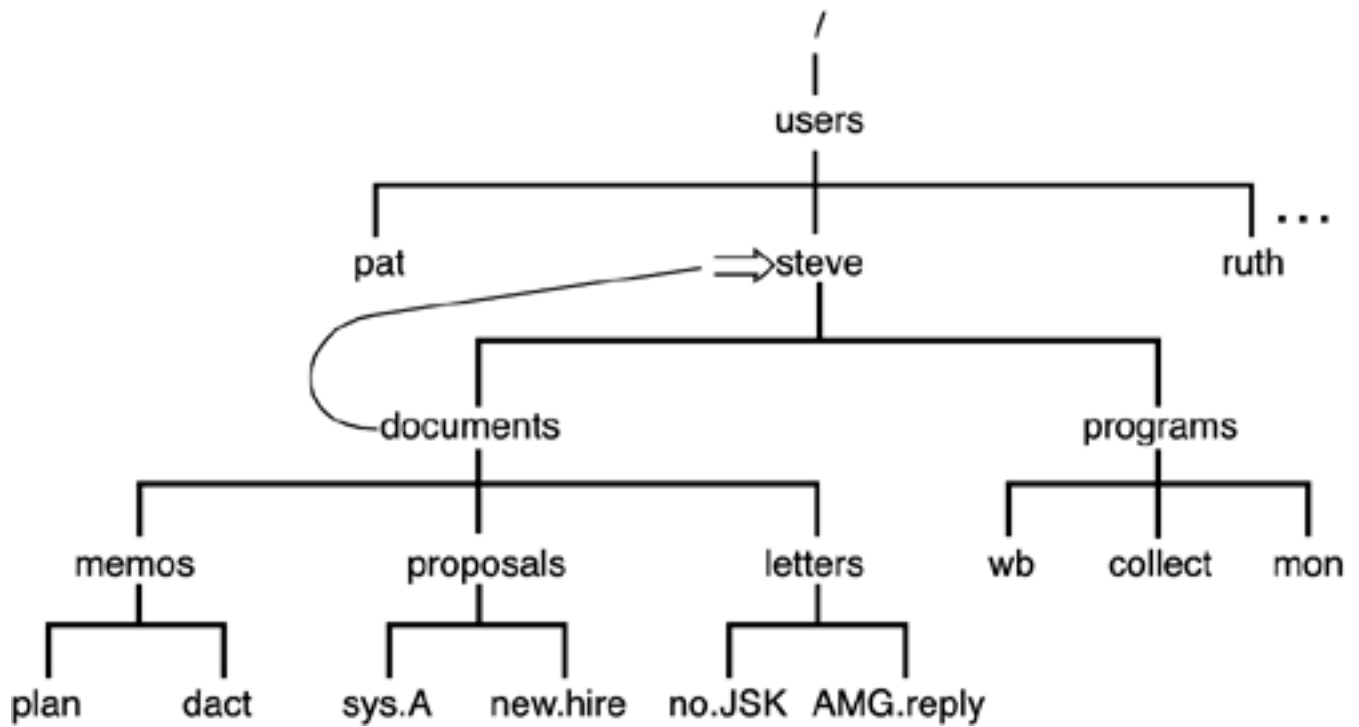 /
users
pat steve ruth ...
documents programs
memos proposals letters wb collect mon
plan dact sys.A new.hire no.JSK AMG.reply